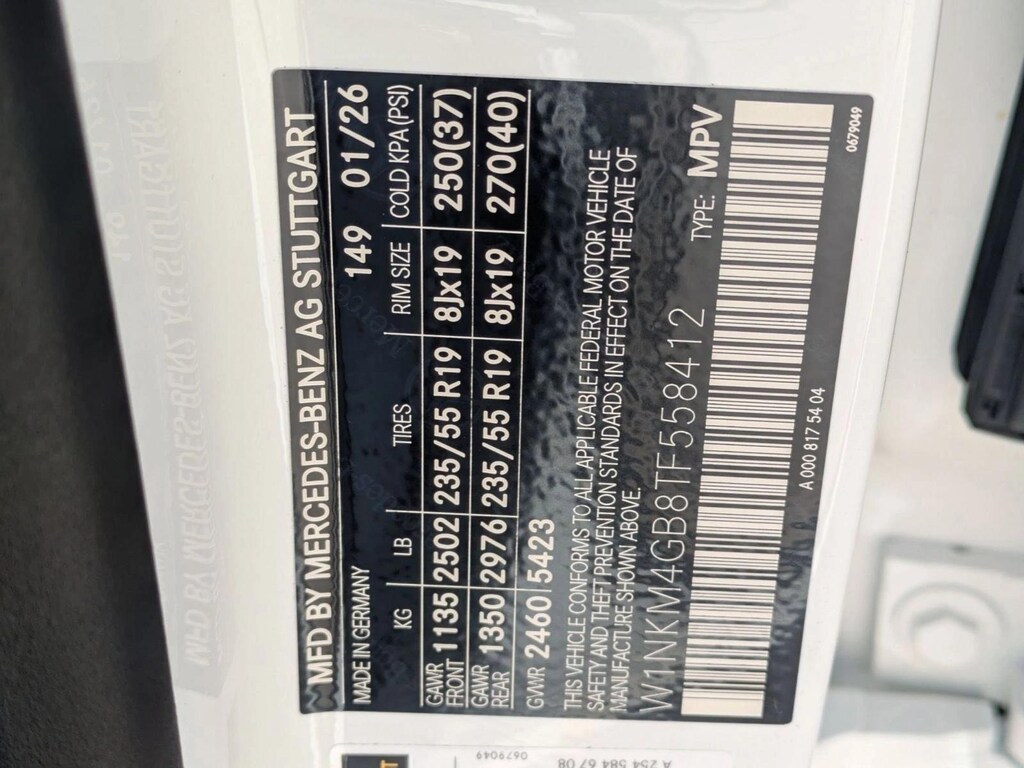 MFD BY MERCEDES-BENZ AG STUTTGART
MADE IN GERMANY 149 01/26
KG LB TIRES RIM SIZE COLD KPA(PSI)
GAWR FRONT 1135 2502 235/55 R19 8Jx19 250(37)
GAWR REAR 1350 2976 235/55 R19 8Jx19 270(40)
GVWR 2460 5423
THIS VEHICLE CONFORMS TO ALL APPLICABLE FEDERAL MOTOR VEHICLE
SAFETY AND THEFT PREVENTION STANDARDS IN EFFECT ON THE DATE OF
MANUFACTURE SHOWN ABOVE.
W1NKM4GB8TF558412 TYPE: MPV
A 000 817 54 04
0679049
0679049
A 254 584 67 08